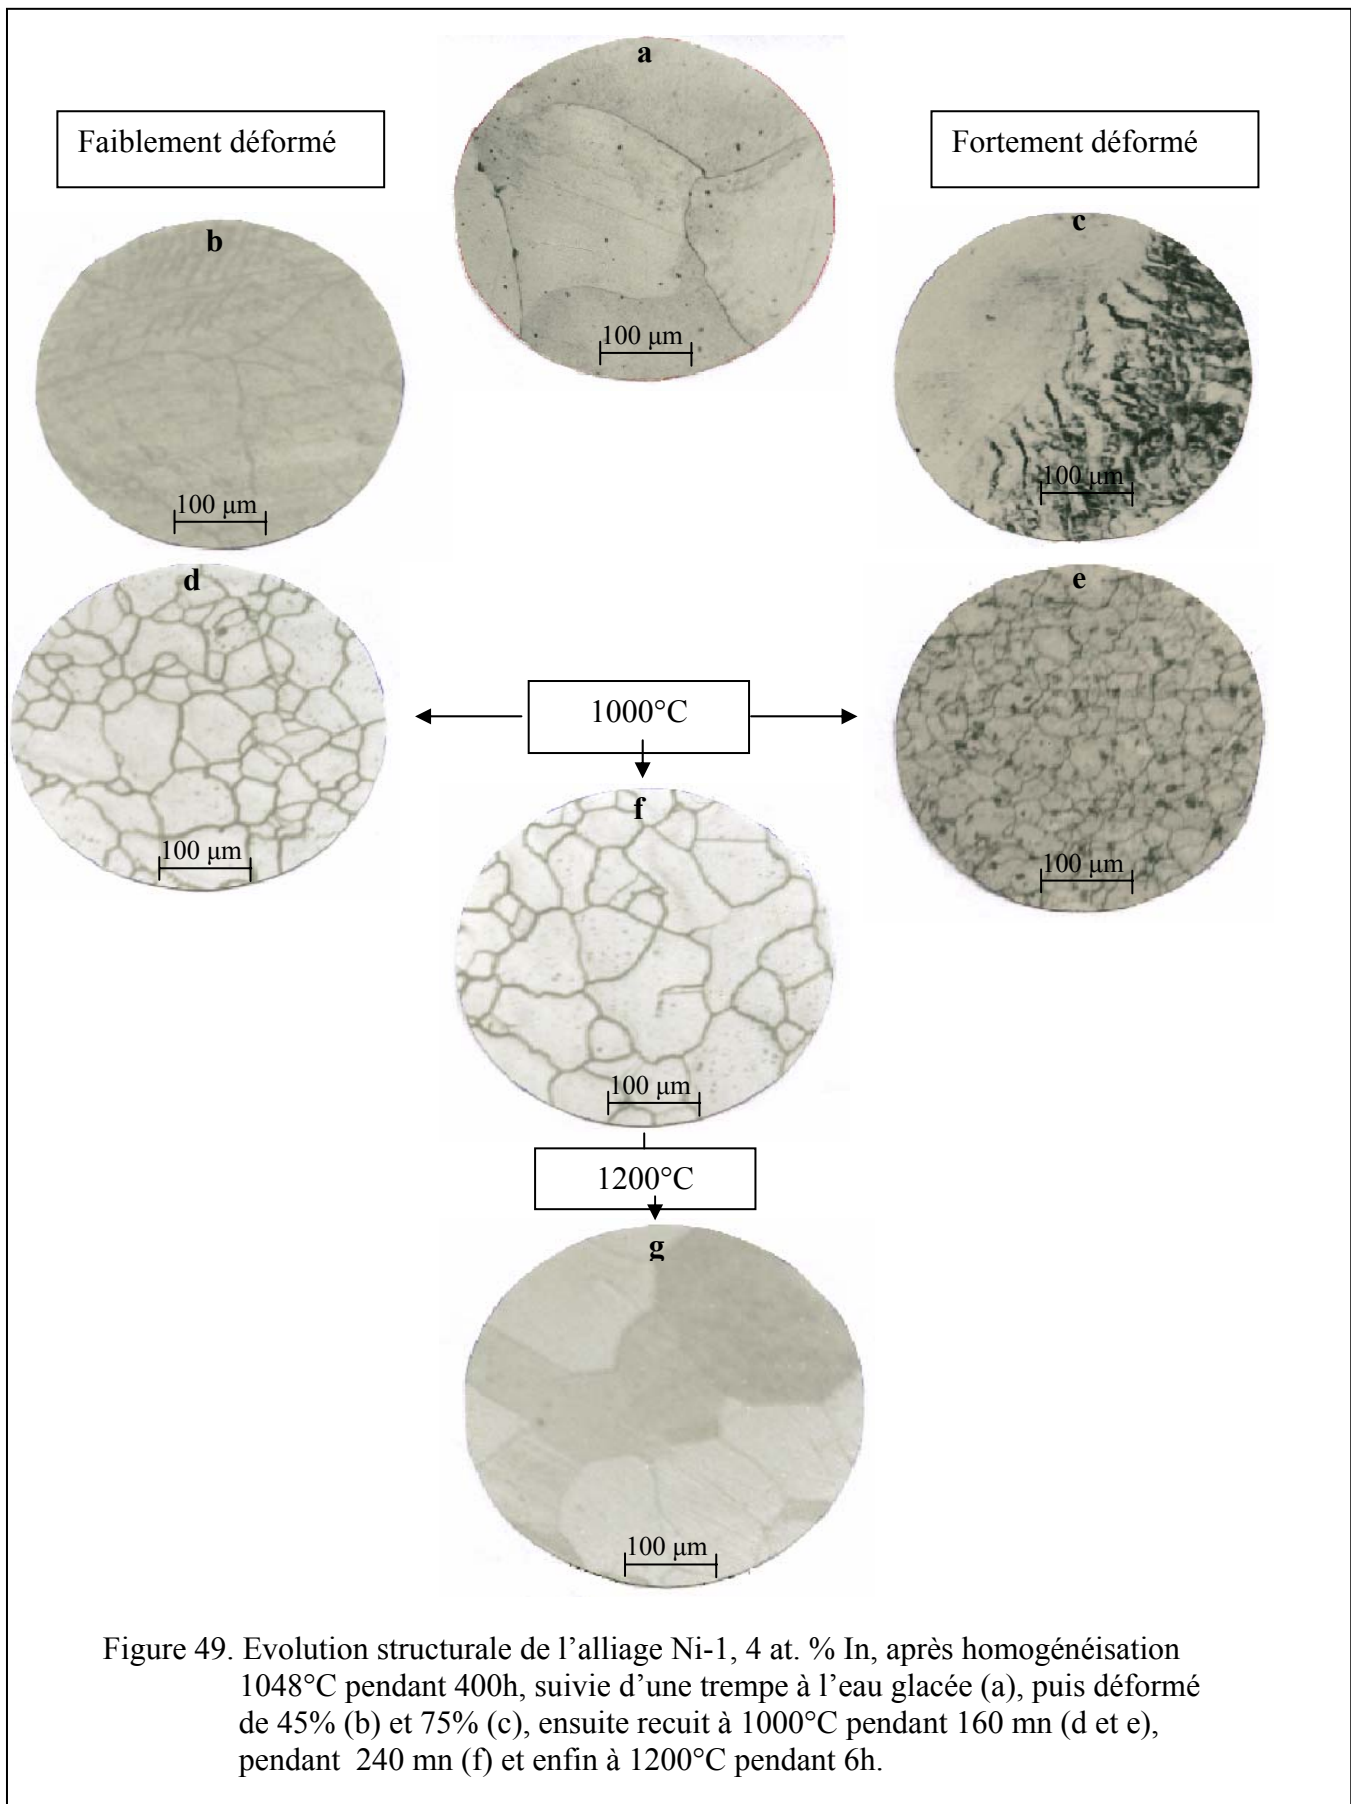 a
Faiblement déformé
Fortement déformé
b
c
100 µm
100 µm
100 µm
d
e
1000°C
f
100 µm
100 µm
100 µm
1200°C
g
100 µm
Figure 49. Evolution structurale de l’alliage Ni-1, 4 at. % In, après homogénéisation
1048°C pendant 400h, suivie d’une trempe à l’eau glacée (a), puis déformé
de 45% (b) et 75% (c), ensuite recuit à 1000°C pendant 160 mn (d et e),
pendant 240 mn (f) et enfin à 1200°C pendant 6h.